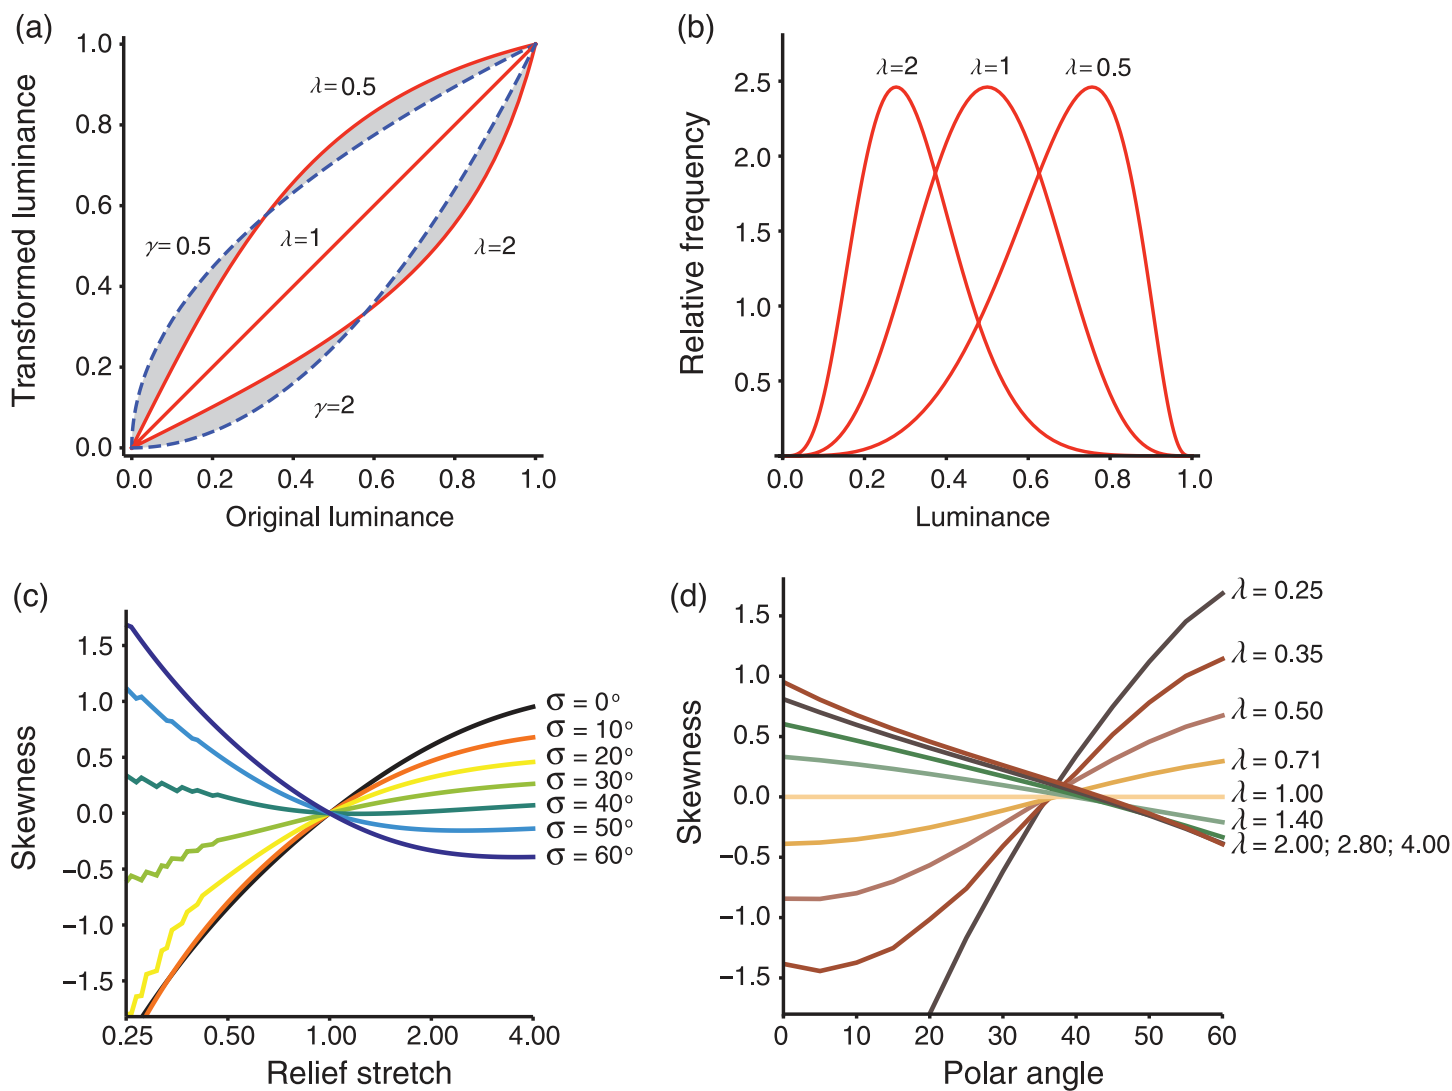 (a)
Transformed luminance
1.0
0.8
0.6
0.4
0.2
0.0
λ= 0.5
γ= 0.5
λ=1
λ=2
γ=2
0.0 0.2 0.4 0.6 0.8 1.0
Original luminance
(b)
Relative frequency
2.5
2.0
1.5
1.0
0.5
λ=2 λ=1 λ=0.5
0.0 0.2 0.4 0.6 0.8 1.0
Luminance
(c)
Skewness
1.5
1.0
0.5
0.0
−0.5
−1.0
−1.5
σ = 0°
σ = 10°
σ = 20°
σ = 30°
σ = 40°
σ = 50°
σ = 60°
0.25 0.50 1.00 2.00 4.00
Relief stretch
(d)
Skewness
1.5
1.0
0.5
0.0
−0.5
−1.0
−1.5
λ = 0.25
λ = 0.35
λ = 0.50
λ = 0.71
λ = 1.00
λ = 1.40
λ = 2.00; 2.80; 4.00
0 10 20 30 40 50 60
Polar angle